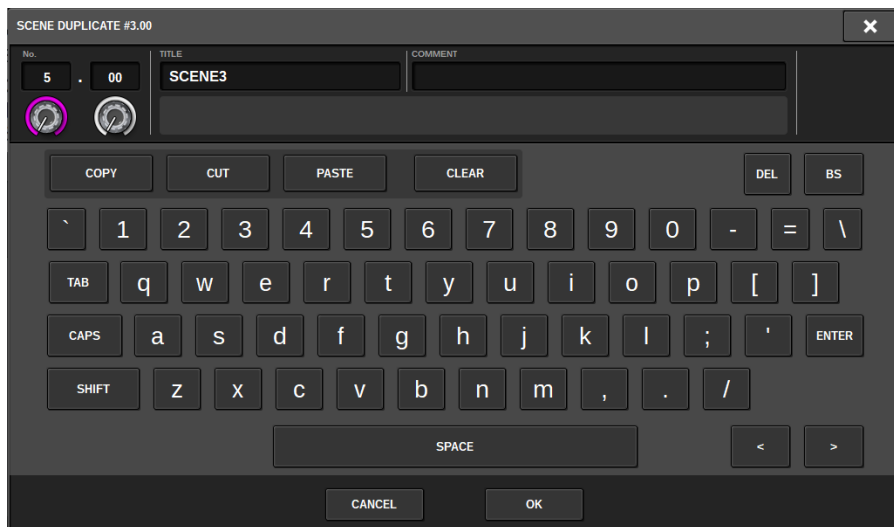 SCENE DUPLICATE #3.00
No. TITLE COMMENT
5 . 00 SCENE3
COPY CUT PASTE CLEAR DEL BS
` 1 2 3 4 5 6 7 8 9 0 - = \
TAB q w e r t y u i o p [ ]
CAPS a s d f g h j k l ; ' ENTER
SHIFT z x c v b n m , . /
SPACE < >
CANCEL OK